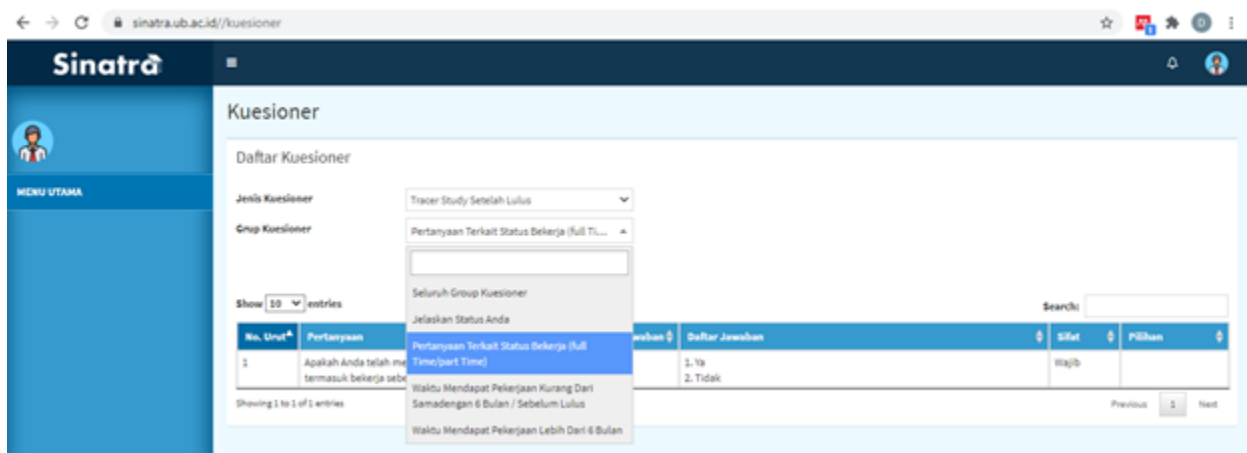 sinatra.ub.ac.id//kuesioner
D
Sinatra
Kuesioner
Daftar Kuesioner
MENU UTAMA
Jenis Kuesioner
Tracer Study Setelah Lulus
Grup Kuesioner
Pertanyaan Terkait Status Bekerja (full Ti...
Seluruh Group Kuesioner
Jelaskan Status Anda
Pertanyaan Terkait Status Bekerja (full
Time/part Time)
Waktu Mendapat Pekerjaan Kurang Dari
Samadengan 6 Bulan / Sebelum Lulus
Waktu Mendapat Pekerjaan Lebih Dari 6 Bulan
Show 10 entries
Search:
No. Urut Pertanyaan Daftar Jawaban Sifat Pilihan
1 Apakah Anda telah 1. Ya Wajib
termasuk bekerja 2. Tidak
Showing 1 to 1 of 1 entries
Previous 1 Next